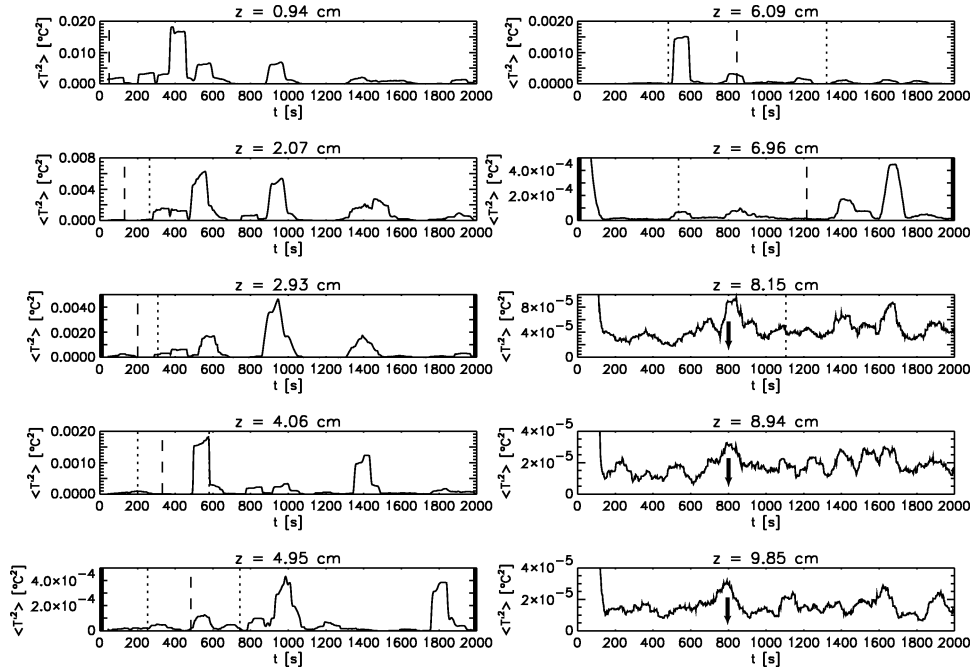 z = 0.94 cm
<T'²> [°C²]
0.020
0.010
0.000
0 200 400 600 800 1000 1200 1400 1600 1800 2000
t [s]
z = 2.07 cm
<T'²> [°C²]
0.008
0.004
0.000
0 200 400 600 800 1000 1200 1400 1600 1800 2000
t [s]
z = 2.93 cm
<T'²> [°C²]
0.0040
0.0020
0.0000
0 200 400 600 800 1000 1200 1400 1600 1800 2000
t [s]
z = 4.06 cm
<T'²> [°C²]
0.0020
0.0010
0.0000
0 200 400 600 800 1000 1200 1400 1600 1800 2000
t [s]
z = 4.95 cm
<T'²> [°C²]
4.0×10⁻⁴
2.0×10⁻⁴
0
0 200 400 600 800 1000 1200 1400 1600 1800 2000
t [s]
z = 6.09 cm
<T'²> [°C²]
0.0020
0.0010
0.0000
0 200 400 600 800 1000 1200 1400 1600 1800 2000
t [s]
z = 6.96 cm
<T'²> [°C²]
4.0×10⁻⁴
2.0×10⁻⁴
0
0 200 400 600 800 1000 1200 1400 1600 1800 2000
t [s]
z = 8.15 cm
<T'²> [°C²]
8×10⁻⁵
4×10⁻⁵
0
0 200 400 600 800 1000 1200 1400 1600 1800 2000
t [s]
z = 8.94 cm
<T'²> [°C²]
4×10⁻⁵
2×10⁻⁵
0
0 200 400 600 800 1000 1200 1400 1600 1800 2000
t [s]
z = 9.85 cm
<T'²> [°C²]
4×10⁻⁵
2×10⁻⁵
0
0 200 400 600 800 1000 1200 1400 1600 1800 2000
t [s]